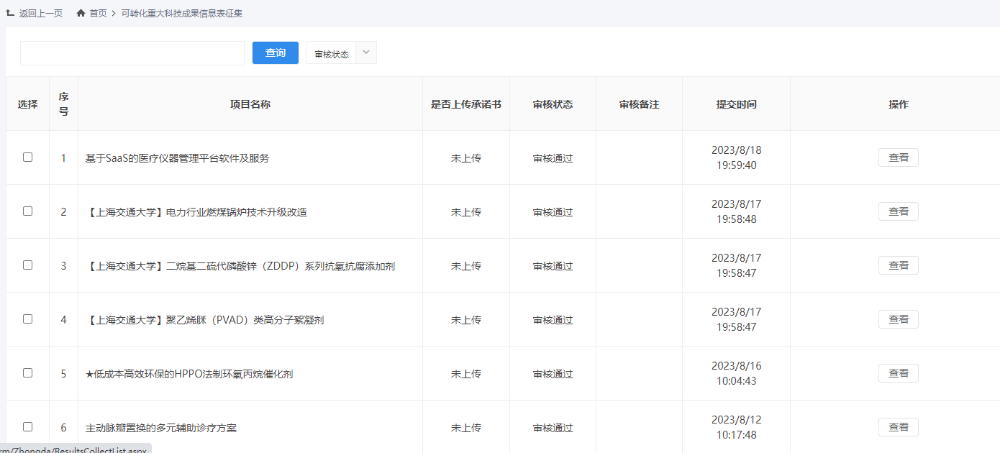 返回上一页 首页 > 可转化重大科技成果信息表征集
查询 审核状态
选择 序号 项目名称 是否上传承诺书 审核状态 审核备注 提交时间 操作
1 基于SaaS的医疗仪器管理平台软件及服务 未上传 审核通过 2023/8/18 19:59:40 查看
2 【上海交通大学】电力行业燃煤锅炉技术升级改造 未上传 审核通过 2023/8/17 19:58:48 查看
3 【上海交通大学】二烷基二硫代磷酸锌（ZDDP）系列抗氧抗腐添加剂 未上传 审核通过 2023/8/17 19:58:47 查看
4 【上海交通大学】聚乙烯脒（PVAD）类高分子絮凝剂 未上传 审核通过 2023/8/17 19:58:47 查看
5 ★低成本高效环保的HPPO法制环氧丙烷催化剂 未上传 审核通过 2023/8/16 10:04:43 查看
6 主动脉瓣置换的多元辅助诊疗方案 未上传 审核通过 2023/8/12 10:17:48 查看
rm/Zhongda/ResultsCollectList.aspx